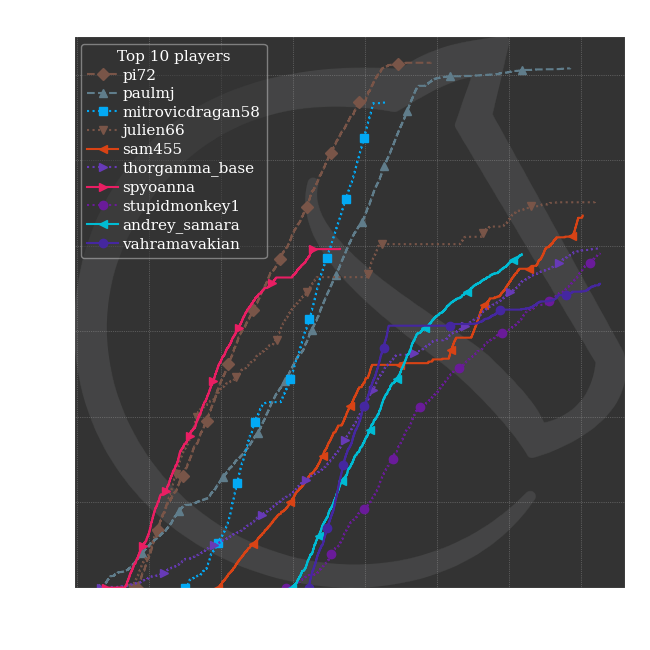 Top 10 players
pi72
paulmj
mitrovicdragan58
julien66
sam455
thorgamma_base
spyoanna
stupidmonkey1
andrey_samara
vahramavakian